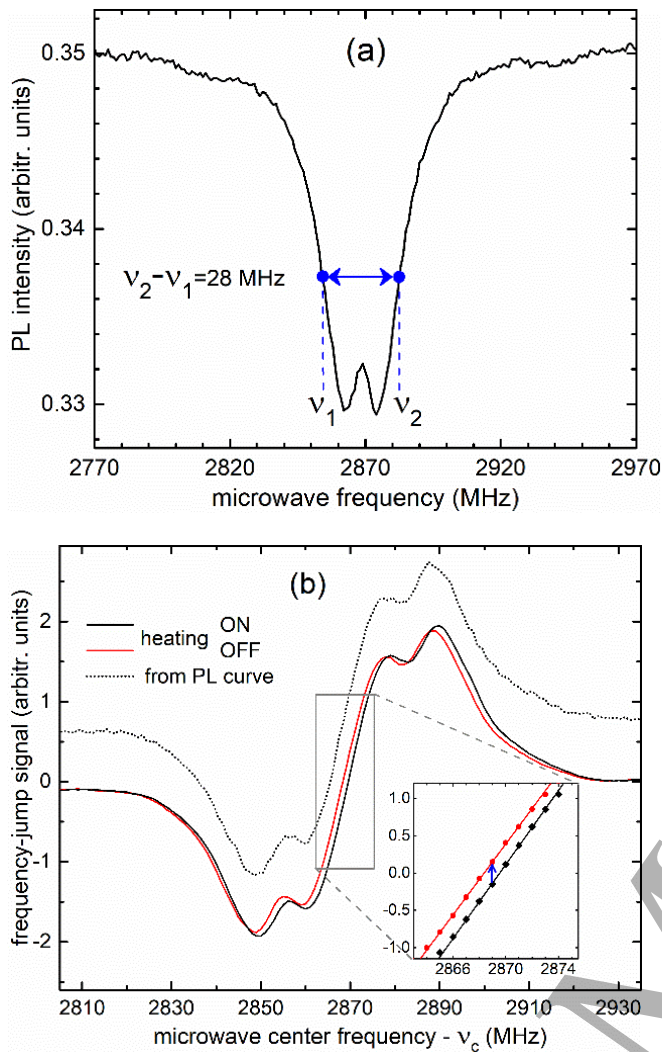 (a)
0.35
0.34
0.33
PL intensity (arbitr. units)
ν2-ν1=28 MHz
ν1
ν2
2770 2820 2870 2920 2970
microwave frequency (MHz)
(b)
ON
heating
OFF
from PL curve
2
1
0
-1
-2
frequency-jump signal (arbitr. units)
1.0
0.5
0.0
-0.5
-1.0
2866 2870 2874
2810 2830 2850 2870 2890 2910 2930
microwave center frequency - νc (MHz)